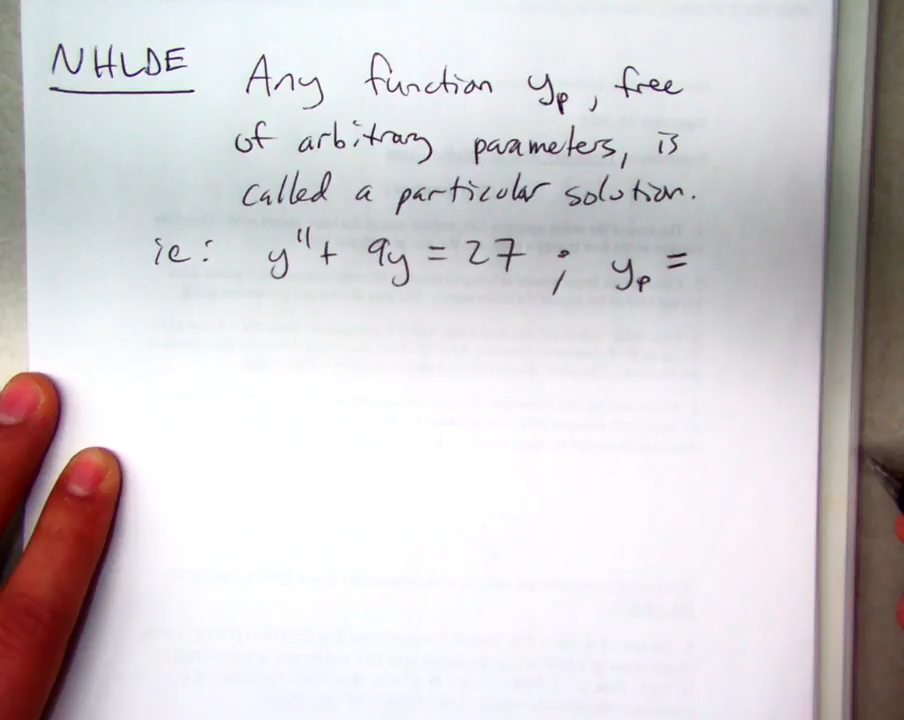 NHLDE Any function yₚ, free
of arbitrary parameters, is
called a particular solution.
ie: y" + 9y = 27 ; yₚ =